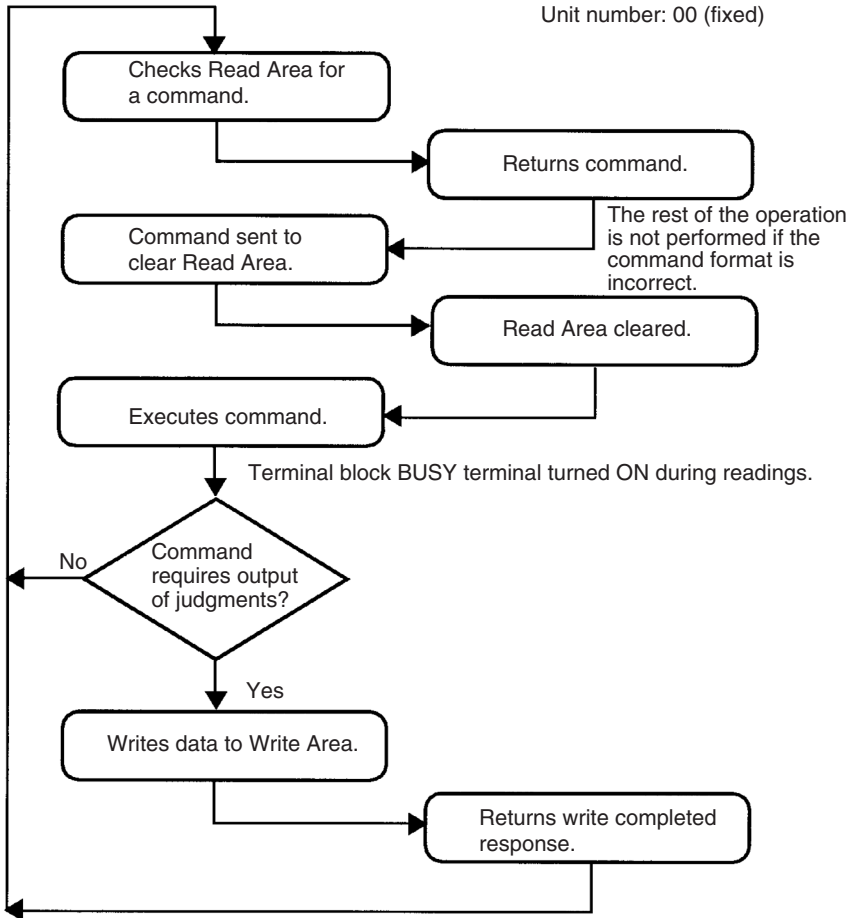 Unit number: 00 (fixed)
Checks Read Area for
a command.
Returns command.
The rest of the operation
is not performed if the
command format is
incorrect.
Command sent to
clear Read Area.
Read Area cleared.
Executes command.
Terminal block BUSY terminal turned ON during readings.
No
Command
requires output
of judgments?
Yes
Writes data to Write Area.
Returns write completed
response.